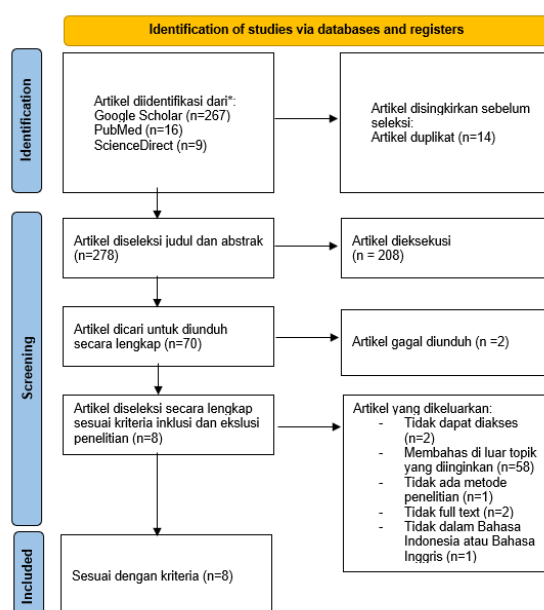 Identification of studies via databases and registers
Identification
Artikel diidentifikasi dari*:
Google Scholar (n=267)
PubMed (n=16)
ScienceDirect (n=9)
Artikel disingkirkan sebelum
seleksi:
Artikel duplikat (n=14)
Screening
Artikel diseleksi judul dan abstrak
(n=278)
Artikel dieksekusi
(n = 208)
Artikel dicari untuk diunduh
secara lengkap (n=70)
Artikel gagal diunduh (n =2)
Artikel diseleksi secara lengkap
sesuai kriteria inklusi dan ekslusi
penelitian (n=8)
Artikel yang dikeluarkan:
- Tidak dapat diakses
(n=2)
- Membahas di luar topik
yang diinginkan (n=58)
- Tidak ada metode
penelitian (n=1)
- Tidak full text (n=2)
- Tidak dalam Bahasa
Indonesia atau Bahasa
Inggris (n=1)
Included
Sesuai dengan kriteria (n=8)